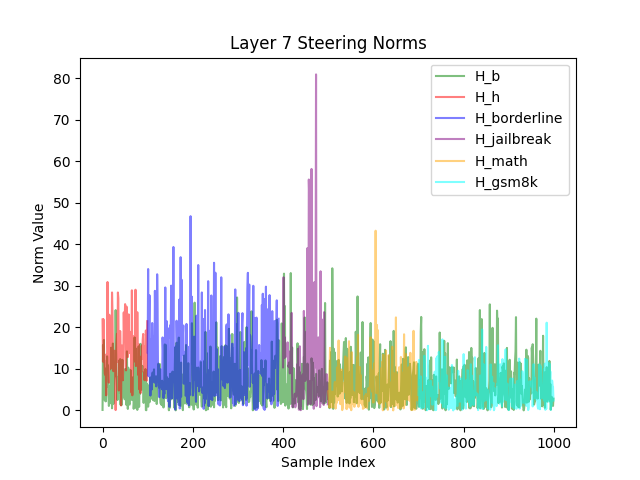 Layer 7 Steering Norms
Norm Value
80
70
60
50
40
30
20
10
0
H_b
H_h
H_borderline
H_jailbreak
H_math
H_gsm8k
0 200 400 600 800 1000
Sample Index